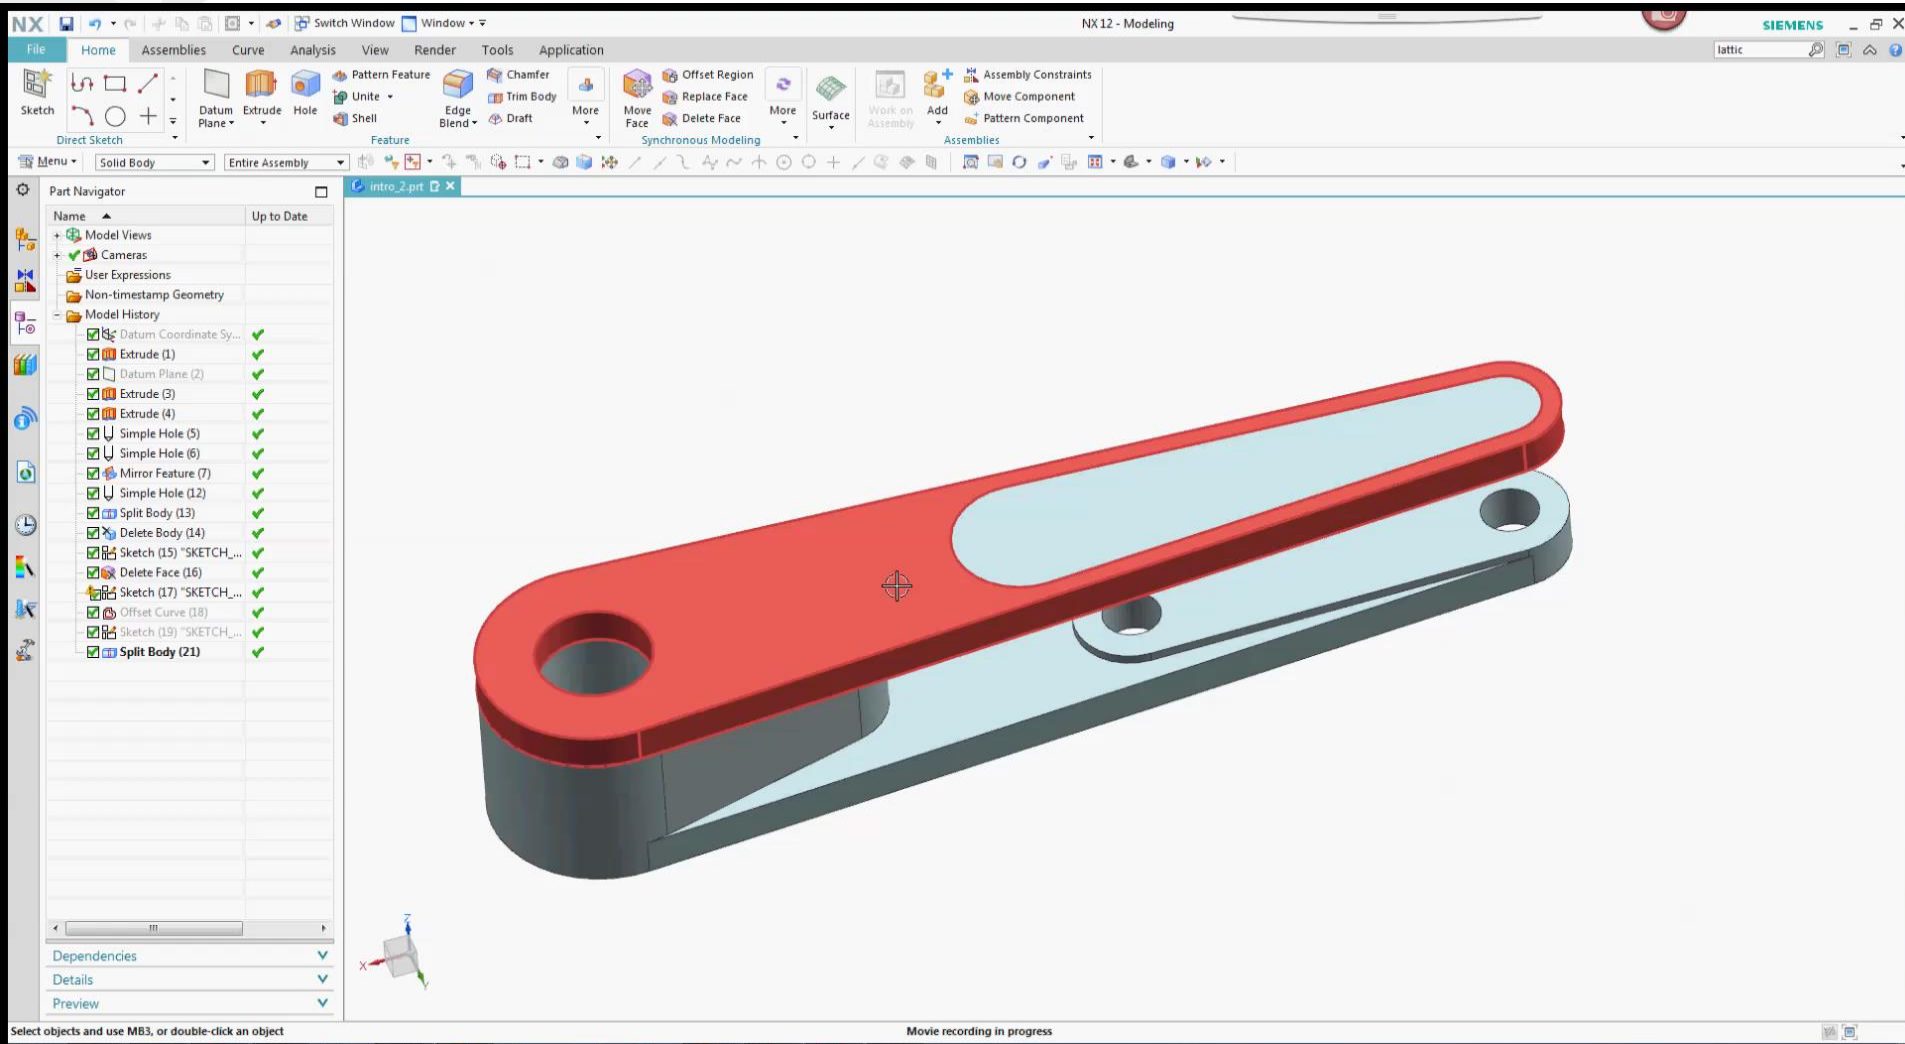 NX Switch Window Window NX 12 - Modeling SIEMENS
File Home Assemblies Curve Analysis View Render Tools Application lattic
Sketch
Datum Plane
Extrude
Hole
Pattern Feature
Unite
Shell
Edge Blend
Chamfer
Trim Body
Draft
More
Move Face
Offset Region
Replace Face
Delete Face
More
Surface
Work on Assembly
Add
Assembly Constraints
Move Component
Pattern Component
Direct Sketch Feature Synchronous Modeling Assemblies
Menu Solid Body Entire Assembly
Part Navigator
intro_2.prt
Name Up to Date
Model Views
Cameras
User Expressions
Non-timestamp Geometry
Model History
Datum Coordinate Sy...
Extrude (1)
Datum Plane (2)
Extrude (3)
Extrude (4)
Simple Hole (5)
Simple Hole (6)
Mirror Feature (7)
Simple Hole (12)
Split Body (13)
Delete Body (14)
Sketch (15) "SKETCH_...
Delete Face (16)
Sketch (17) "SKETCH_...
Offset Curve (18)
Sketch (19) "SKETCH_...
Split Body (21)
Z
X
Y
Dependencies
Details
Preview
Select objects and use MB3, or double-click an object Movie recording in progress